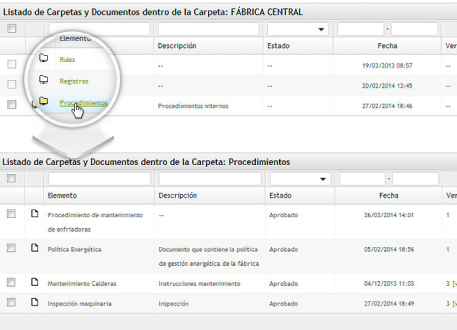 Listado de Carpetas y Documentos dentro de la Carpeta: FÁBRICA CENTRAL
-
Elemento Descripción Estado Fecha
Rules -- -- 19/03/2013 08:57 --
Registros -- -- 20/02/2014 13:45 --
Procedimientos Procedimientos internos -- 27/02/2014 18:46 --
Listado de Carpetas y Documentos dentro de la Carpeta: Procedimientos
-
Elemento Descripción Estado Fecha
Procedimiento de mantenimiento -- Aprobado 26/03/2014 14:01 1
de enfriadoras
Política Energética Documento que contiene la política Aprobado 05/02/2014 18:56 1
de gestión energética de la fábrica
Mantenimiento Calderas Instrucciones mantenimiento Aprobado 04/12/2013 11:03 3
Inspección maquinaria Inspección Aprobado 27/02/2014 18:49 3